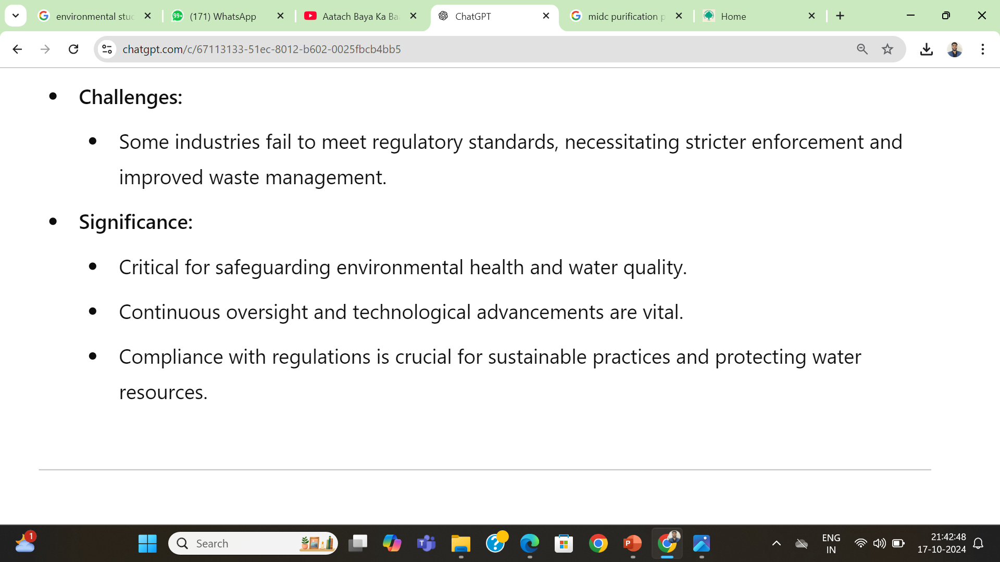 environmental stuc
99+
(171) WhatsApp
Aatach Baya Ka Ba
ChatGPT
midc purification p
Home
chatgpt.com/c/67113133-51ec-8012-b602-0025fbcb4bb5
• Challenges:
• Some industries fail to meet regulatory standards, necessitating stricter enforcement and
improved waste management.
• Significance:
• Critical for safeguarding environmental health and water quality.
• Continuous oversight and technological advancements are vital.
• Compliance with regulations is crucial for sustainable practices and protecting water
resources.
1
Search
ENG
IN
21:42:48
17-10-2024